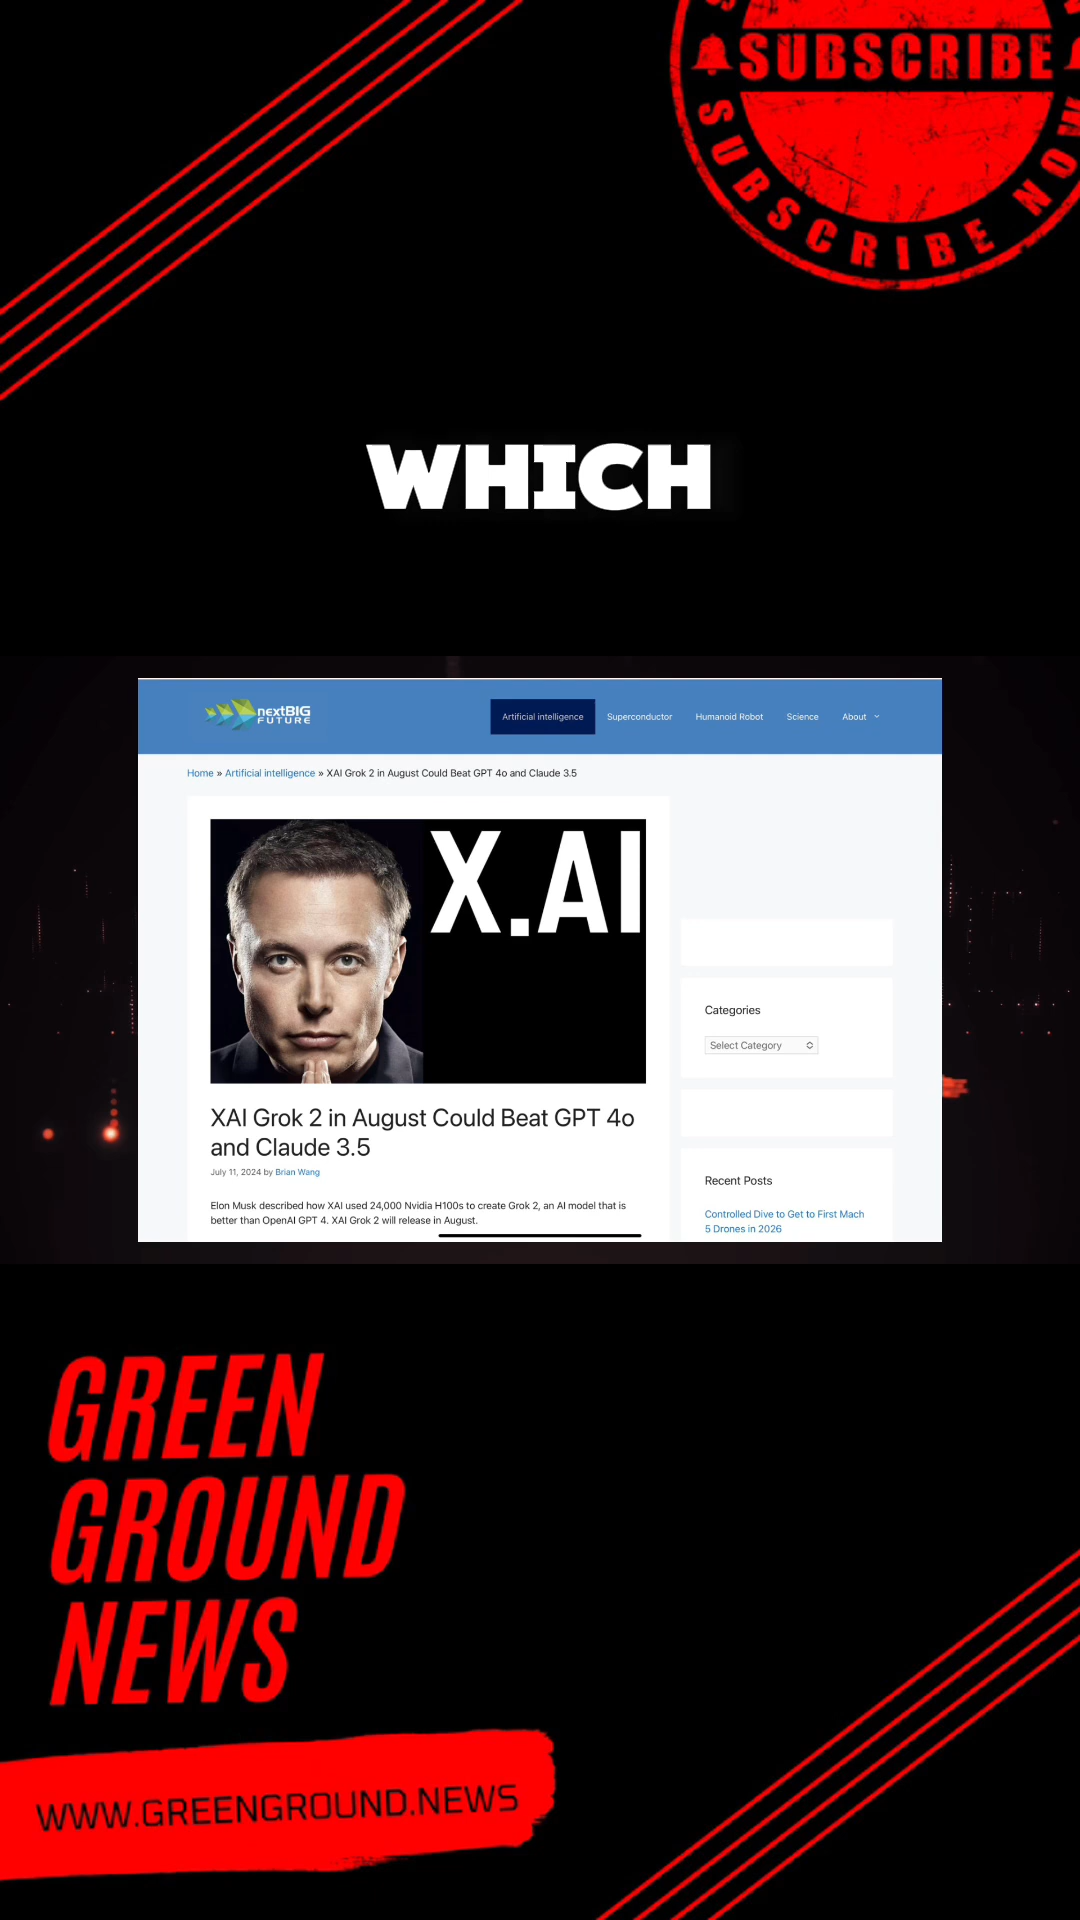 SUBSCRIBE
SUBSCRIBE NOW
WHICH
nextBIG
FUTURE
Artificial intelligence
Superconductor
Humanoid Robot
Science
About
Home » Artificial intelligence » XAI Grok 2 in August Could Beat GPT 4o and Claude 3.5
X.AI
XAI Grok 2 in August Could Beat GPT 4o
and Claude 3.5
July 11, 2024 by Brian Wang
Elon Musk described how XAI used 24,000 Nvidia H100s to create Grok 2, an AI model that is
better than OpenAI GPT 4. XAI Grok 2 will release in August.
Categories
Select Category
Recent Posts
Controlled Dive to Get to First Mach
5 Drones in 2026
GREEN
GROUND
NEWS
WWW.GREENGROUND.NEWS